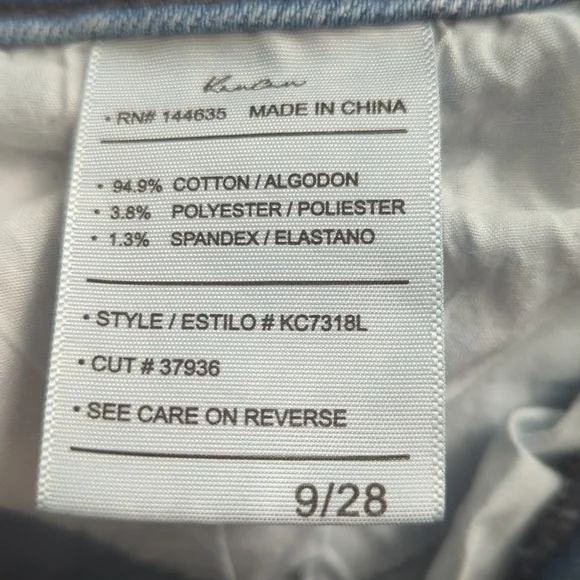 KanCan
• RN# 144635 MADE IN CHINA
• 94.9% COTTON / ALGODON
• 3.8% POLYESTER / POLIESTER
• 1.3% SPANDEX / ELASTANO
• STYLE / ESTILO # KC7318L
• CUT # 37936
• SEE CARE ON REVERSE
9/28